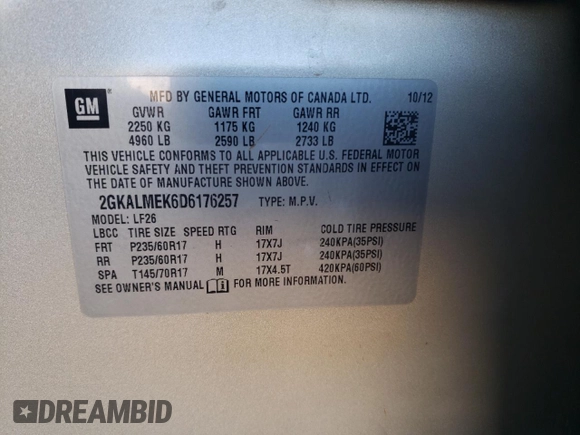 GM
MFD BY GENERAL MOTORS OF CANADA LTD. 10/12
GVWR GAWR FRT GAWR RR
2250 KG 1175 KG 1240 KG
4960 LB 2590 LB 2733 LB
THIS VEHICLE CONFORMS TO ALL APPLICABLE U.S. FEDERAL MOTOR
VEHICLE SAFETY AND THEFT PREVENTION STANDARDS IN EFFECT ON
THE DATE OF MANUFACTURE SHOWN ABOVE.
2GKALMEK6D6176257 TYPE: M.P.V.
MODEL: LF26
LBCC TIRE SIZE SPEED RTG RIM COLD TIRE PRESSURE
FRT P235/60R17 H 17X7J 240KPA(35PSI)
RR P235/60R17 H 17X7J 240KPA(35PSI)
SPA T145/70R17 M 17X4.5T 420KPA(60PSI)
SEE OWNER'S MANUAL FOR MORE INFORMATION.
DREAMBID